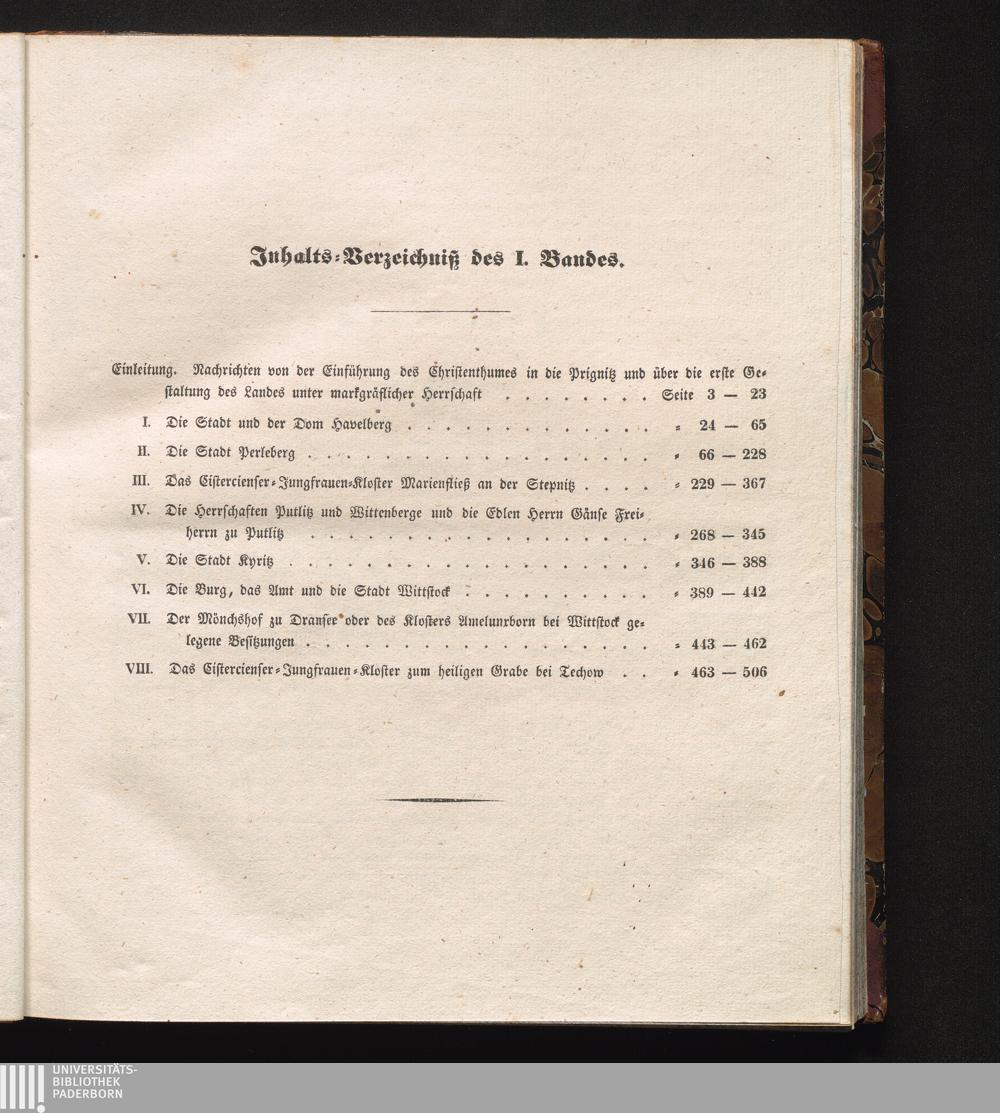 Inhalts-Verzeichniß des I. Bandes.
Einleitung. Nachrichten von der Einführung des Christenthumes in die Prignitz und über die erste Ge-
staltung des Landes unter markgräflicher Herrschaft . . . . . . . . Seite 3 — 23
I. Die Stadt und der Dom Havelberg . . . . . . . . . . . . . = 24 — 65
II. Die Stadt Perleberg . . . . . . . . . . . . . . . . . . = 66 — 228
III. Das Cistercienser-Jungfrauen-Kloster Marienfließ an der Stepnitz . . . . = 229 — 367
IV. Die Herrschaften Putlitz und Wittenberge und die Edlen Herrn Gänse Frei-
herrn zu Putlitz . . . . . . . . . . . . . . . . . . = 268 — 345
V. Die Stadt Kyritz . . . . . . . . . . . . . . . . . . . = 346 — 388
VI. Die Burg, das Amt und die Stadt Wittstock . . . . . . . . . . = 389 — 442
VII. Der Mönchshof zu Dransee oder des Klosters Amelunxborn bei Wittstock ge-
legene Besitzungen . . . . . . . . . . . . . . . . . . = 443 — 462
VIII. Das Cistercienser-Jungfrauen-Kloster zum heiligen Grabe bei Techow . . = 463 — 506
UNIVERSITÄTS-
BIBLIOTHEK
PADERBORN